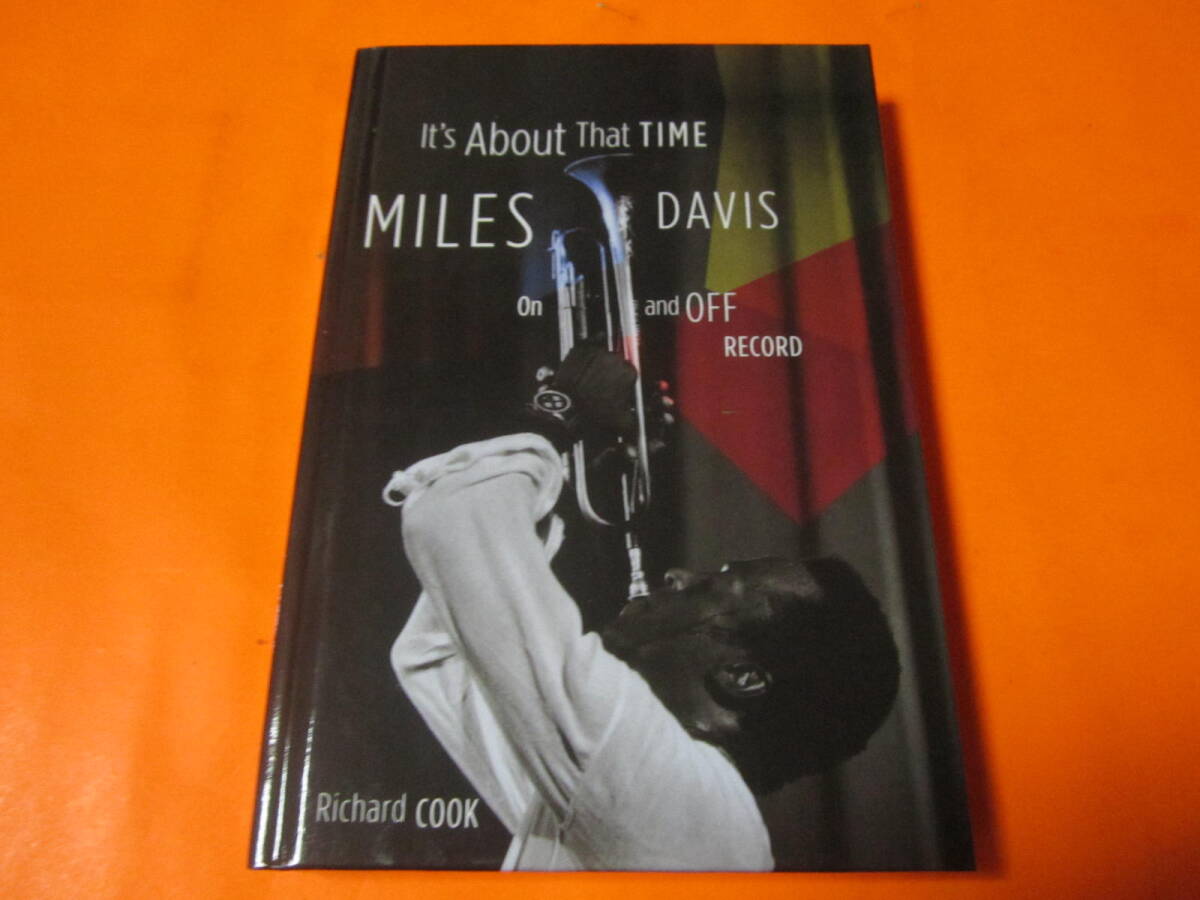 It's About That TIME
MILES DAVIS
On and OFF
RECORD
Richard COOK